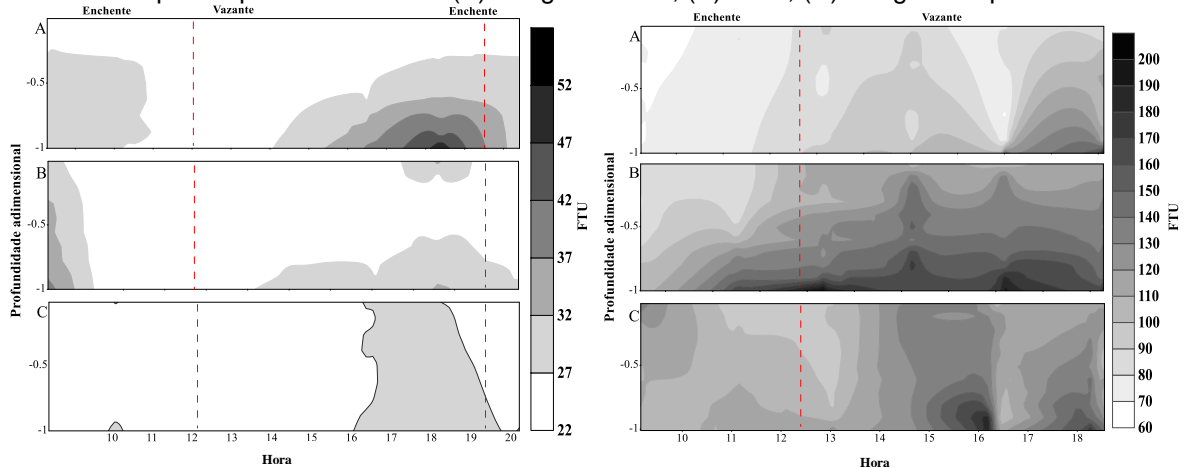 Enchente Vazante Enchente
A
-0.5
-1
B
-0.5
-1
C
-0.5
-1
10 11 12 13 14 15 16 17 18 19 20
Hora
Profundidade adimensional
52
47
42
37
32
27
22
FTU
Enchente Vazante
A
-0.5
-1
B
-0.5
-1
C
-0.5
-1
10 11 12 13 14 15 16 17 18
Hora
Profundidade adimensional
200
190
180
170
160
150
140
130
120
110
100
90
80
70
60
FTU